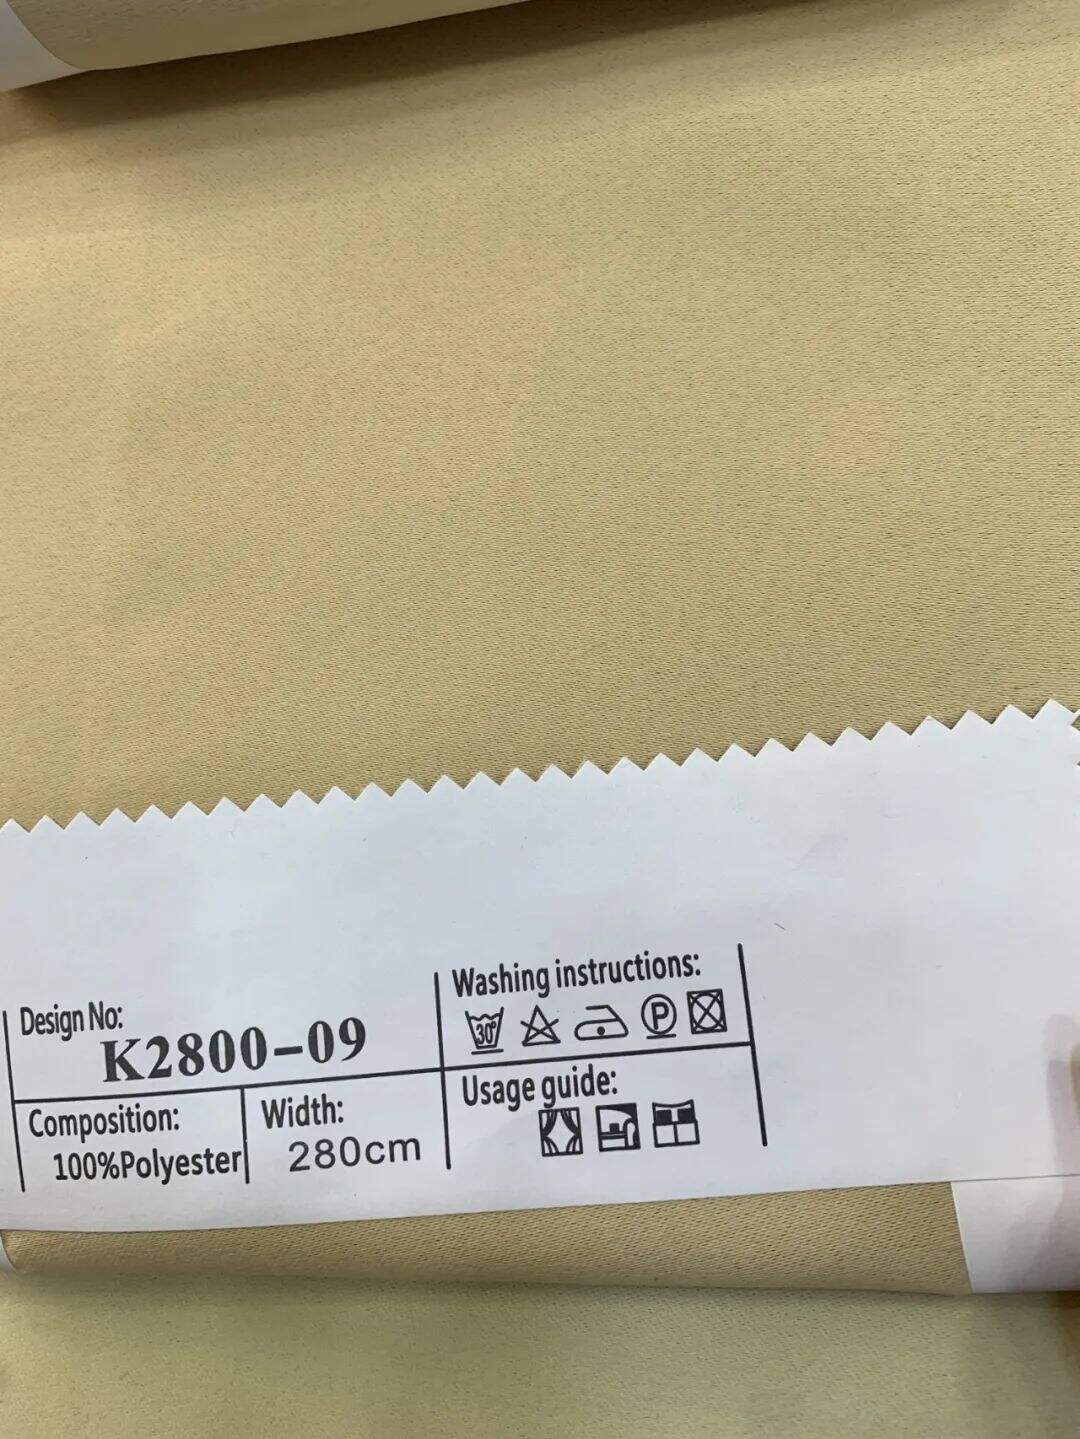 Design No:
K2800-09
Composition:
100%Polyester
Width:
280cm
Washing instructions:
30°
P
Usage guide: